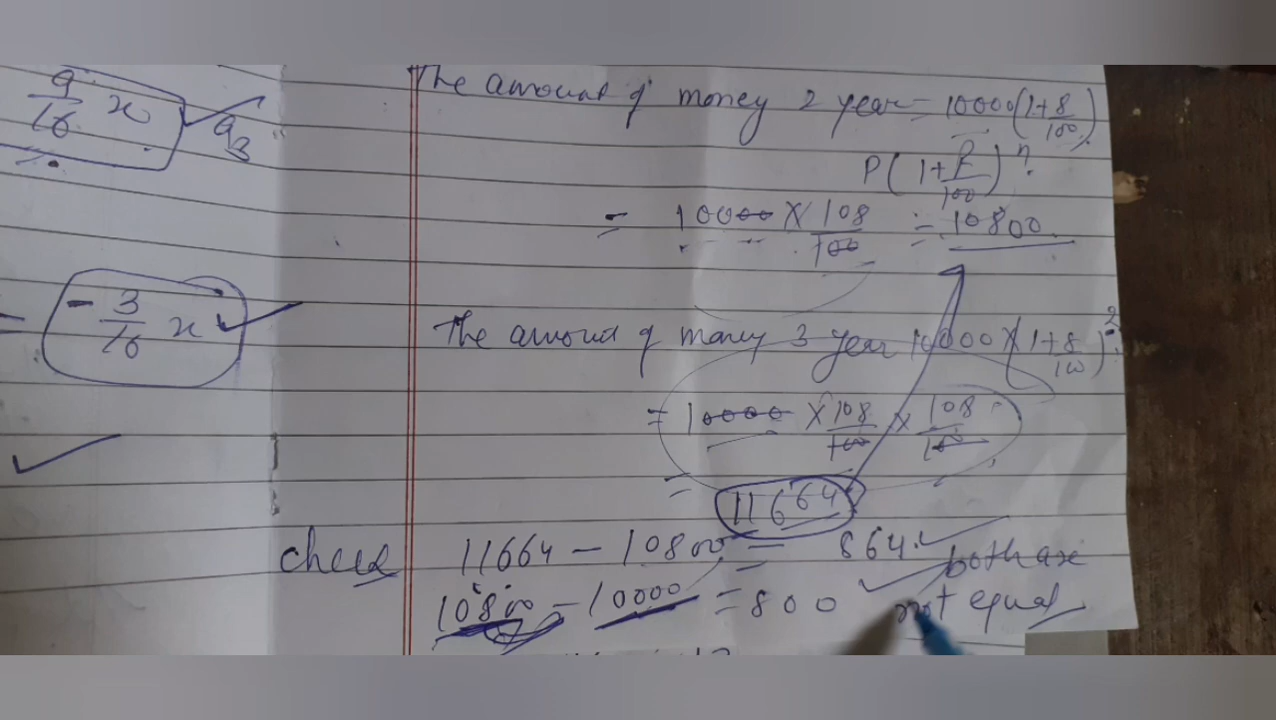 9/16 x
a3
- 3/16 x
The amount of money 2 year = 10000(1+8/100)
P(1+R/100)^n
= 10000 X 108/100 = 10800
The amount of money 3 year 10000 X (1+8/100)^2
= 10000 X 108/100 X 108/100
= 11664
check 11664 - 10800 = 864
10800 - 10000 = 800 both are
not equal